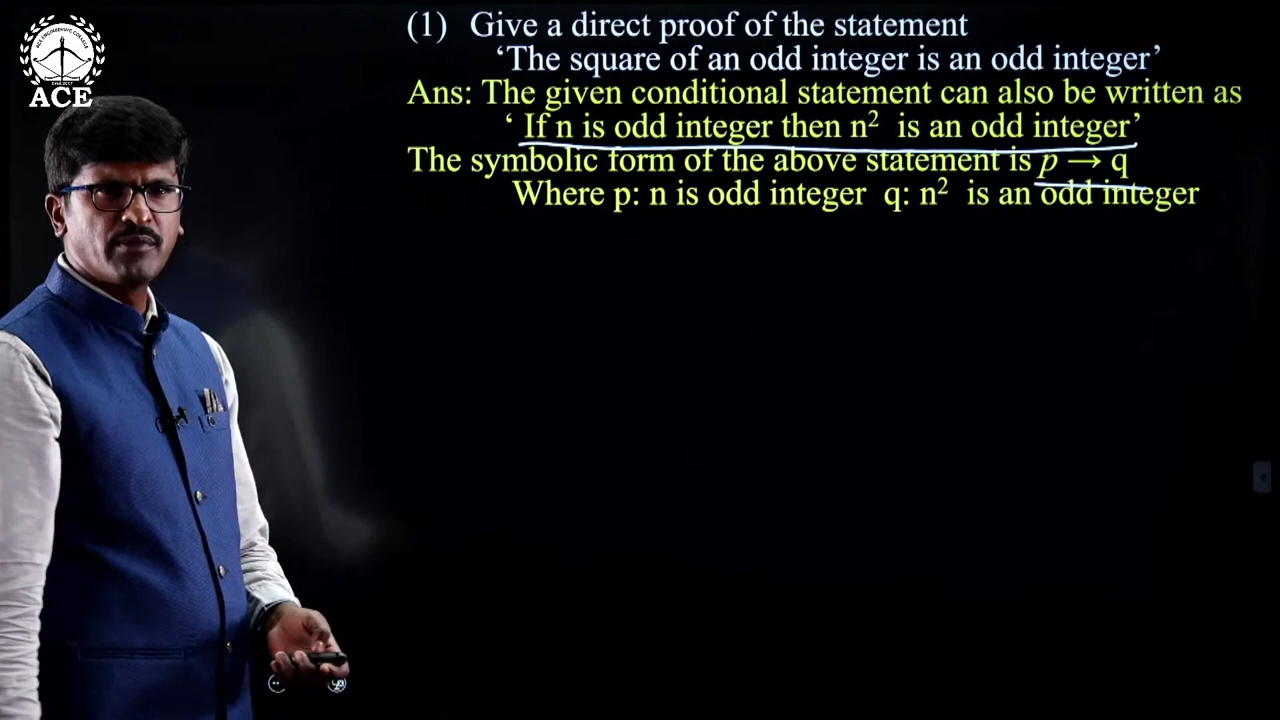 ACE
(1) Give a direct proof of the statement
‘The square of an odd integer is an odd integer’
Ans: The given conditional statement can also be written as
‘ If n is odd integer then n² is an odd integer’
The symbolic form of the above statement is p → q
Where p: n is odd integer q: n² is an odd integer